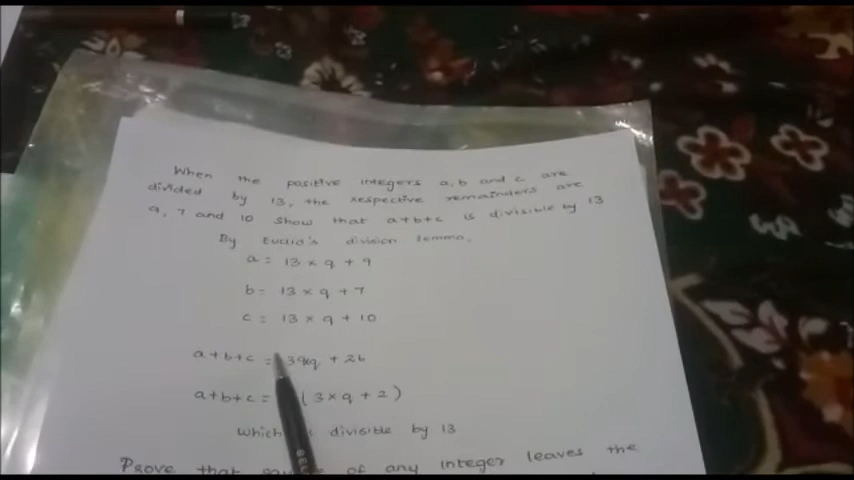 When the positive integers a, b and c are
divided by 13, the respective remainders are
9, 7 and 10 show that a+b+c is divisible by 13
By Euclid's division lemma,
a = 13 × q + 9
b = 13 × q + 7
c = 13 × q + 10
a+b+c = 39q + 26
a+b+c = ( 3×q + 2 )
which divisible by 13
Prove that of any integer leaves the